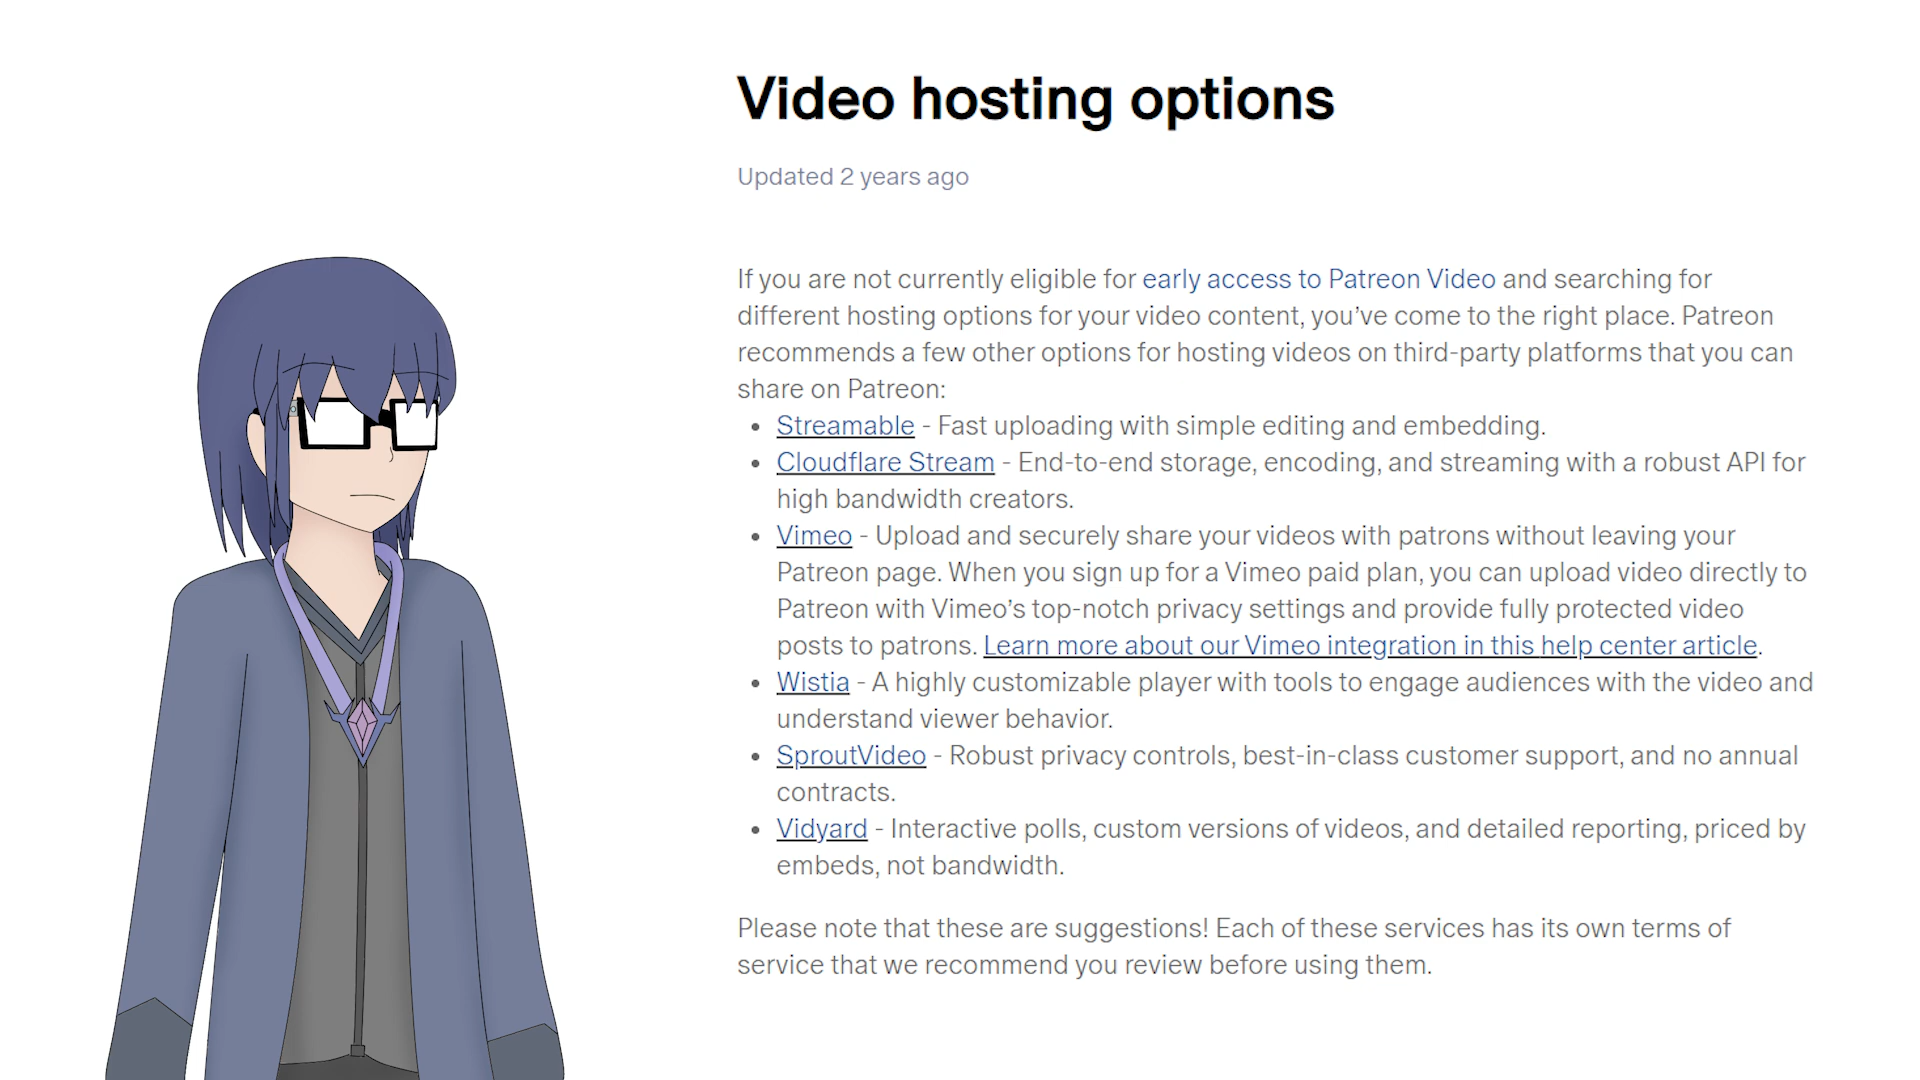 Video hosting options
Updated 2 years ago
If you are not currently eligible for early access to Patreon Video and searching for
different hosting options for your video content, you’ve come to the right place. Patreon
recommends a few other options for hosting videos on third-party platforms that you can
share on Patreon:
• Streamable - Fast uploading with simple editing and embedding.
• Cloudflare Stream - End-to-end storage, encoding, and streaming with a robust API for
high bandwidth creators.
• Vimeo - Upload and securely share your videos with patrons without leaving your
Patreon page. When you sign up for a Vimeo paid plan, you can upload video directly to
Patreon with Vimeo’s top-notch privacy settings and provide fully protected video
posts to patrons. Learn more about our Vimeo integration in this help center article.
• Wistia - A highly customizable player with tools to engage audiences with the video and
understand viewer behavior.
• SproutVideo - Robust privacy controls, best-in-class customer support, and no annual
contracts.
• Vidyard - Interactive polls, custom versions of videos, and detailed reporting, priced by
embeds, not bandwidth.
Please note that these are suggestions! Each of these services has its own terms of
service that we recommend you review before using them.